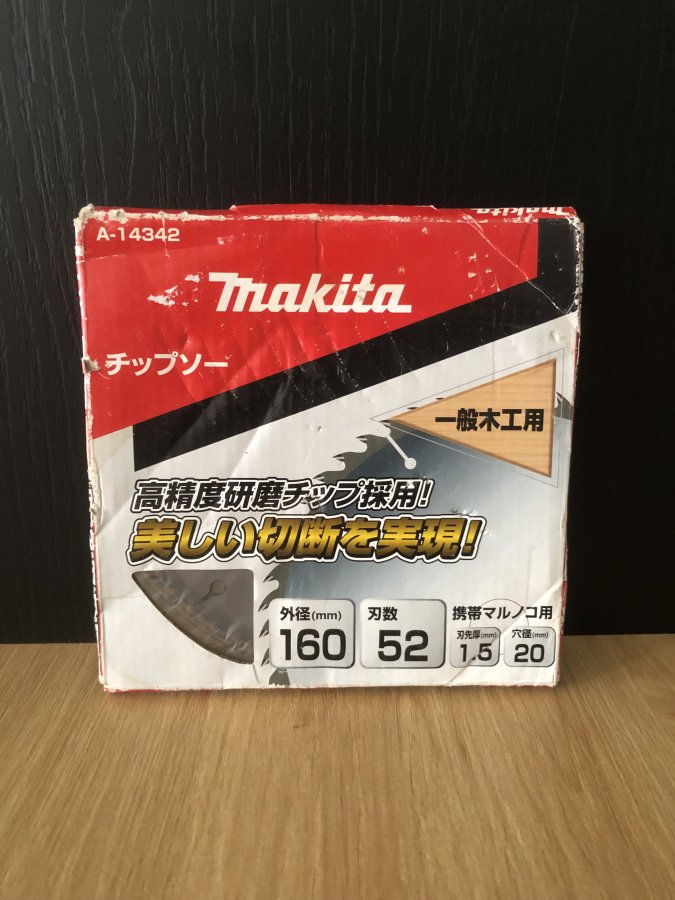 makita
A-14342
makita®
チップソー
一般木工用
高精度研磨チップ採用!
美しい切断を実現!
外径(mm)
160
刃数
52
携帯マルノコ用
刃先厚(mm)
1.5
穴径(mm)
20